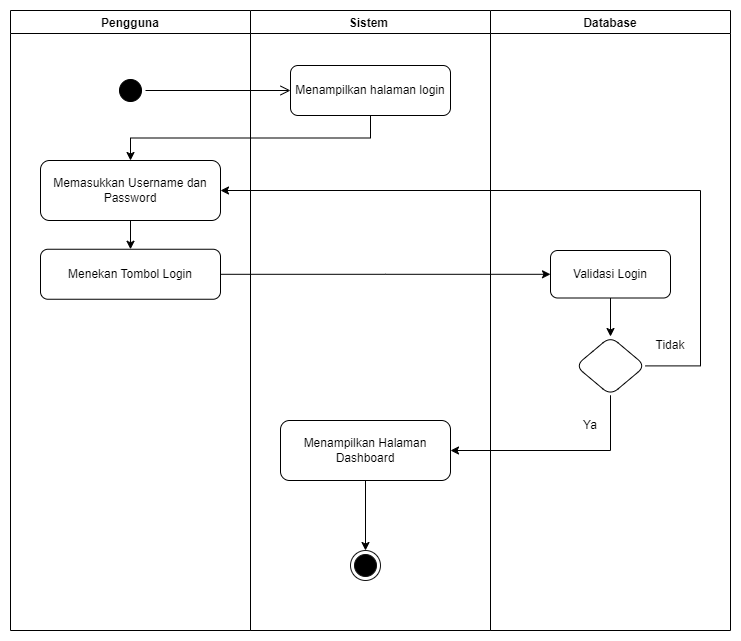 Pengguna
Sistem
Database
Menampilkan halaman login
Memasukkan Username dan
Password
Menekan Tombol Login
Validasi Login
Tidak
Ya
Menampilkan Halaman
Dashboard